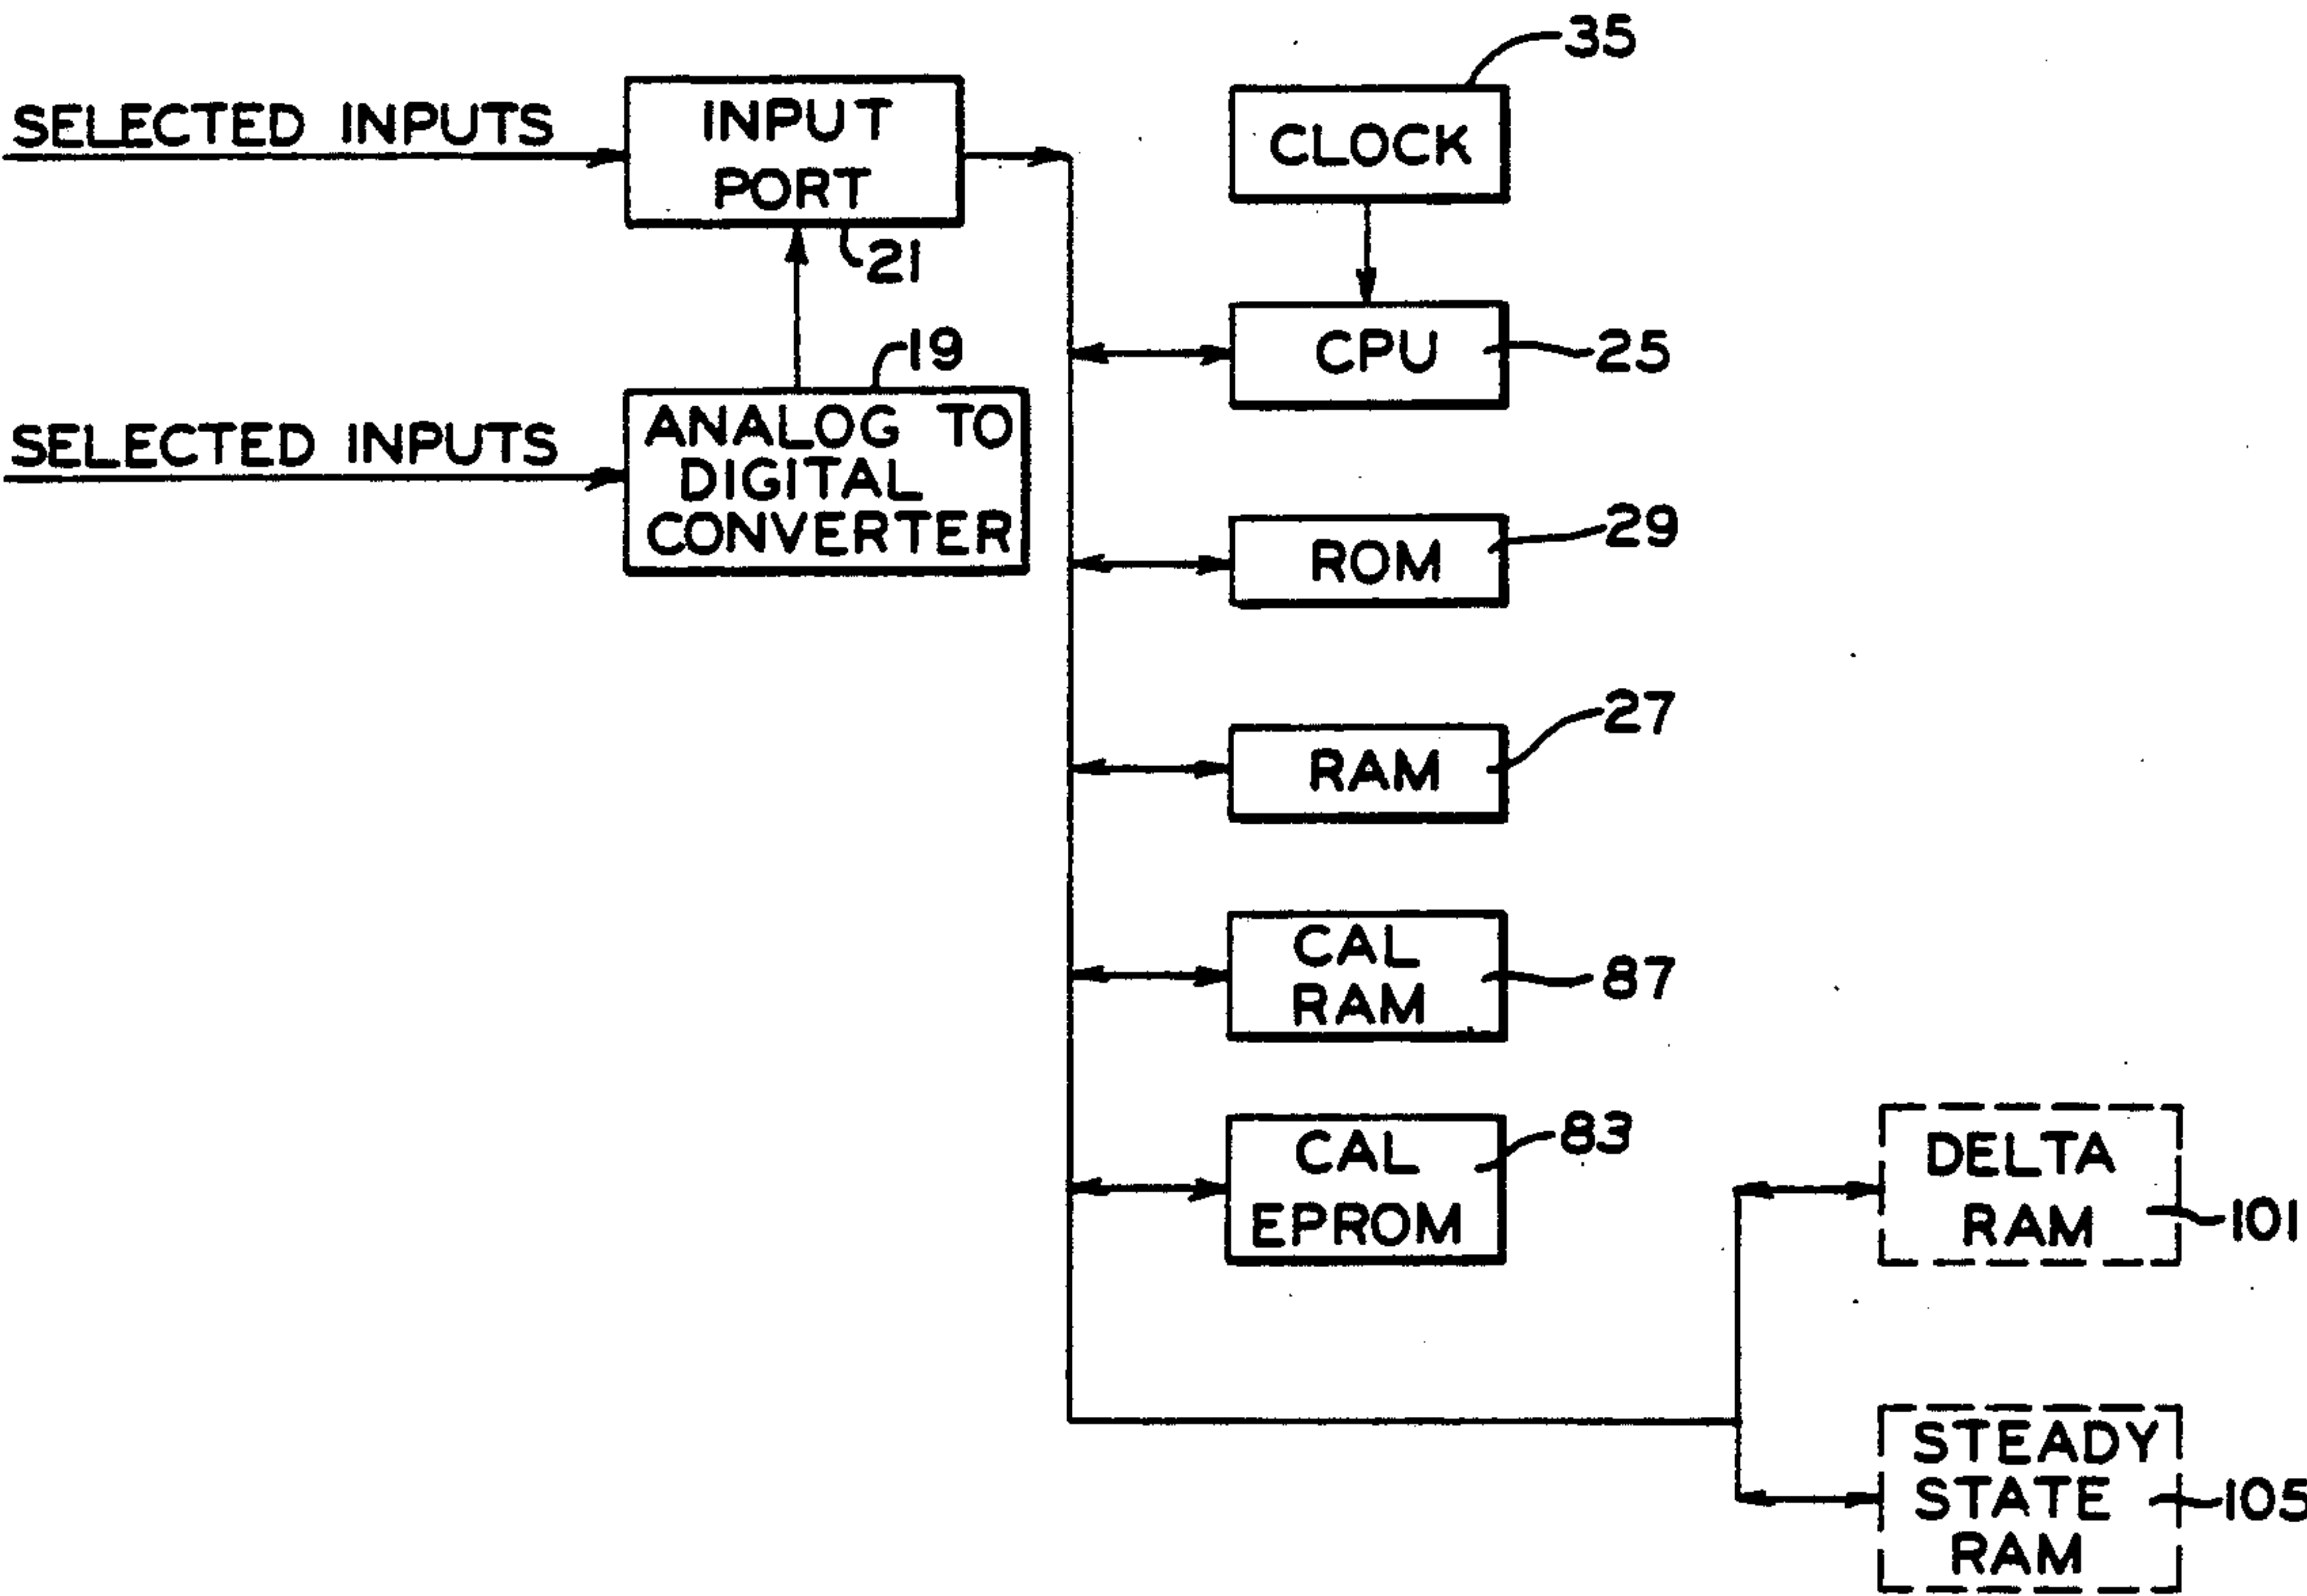 SELECTED INPUTS
INPUT
PORT
21
35
CLOCK
SELECTED INPUTS
19
ANALOG TO
DIGITAL
CONVERTER
CPU
25
ROM
29
RAM
27
CAL
RAM
87
CAL
EPROM
83
DELTA
RAM
101
STEADY
STATE
RAM
105